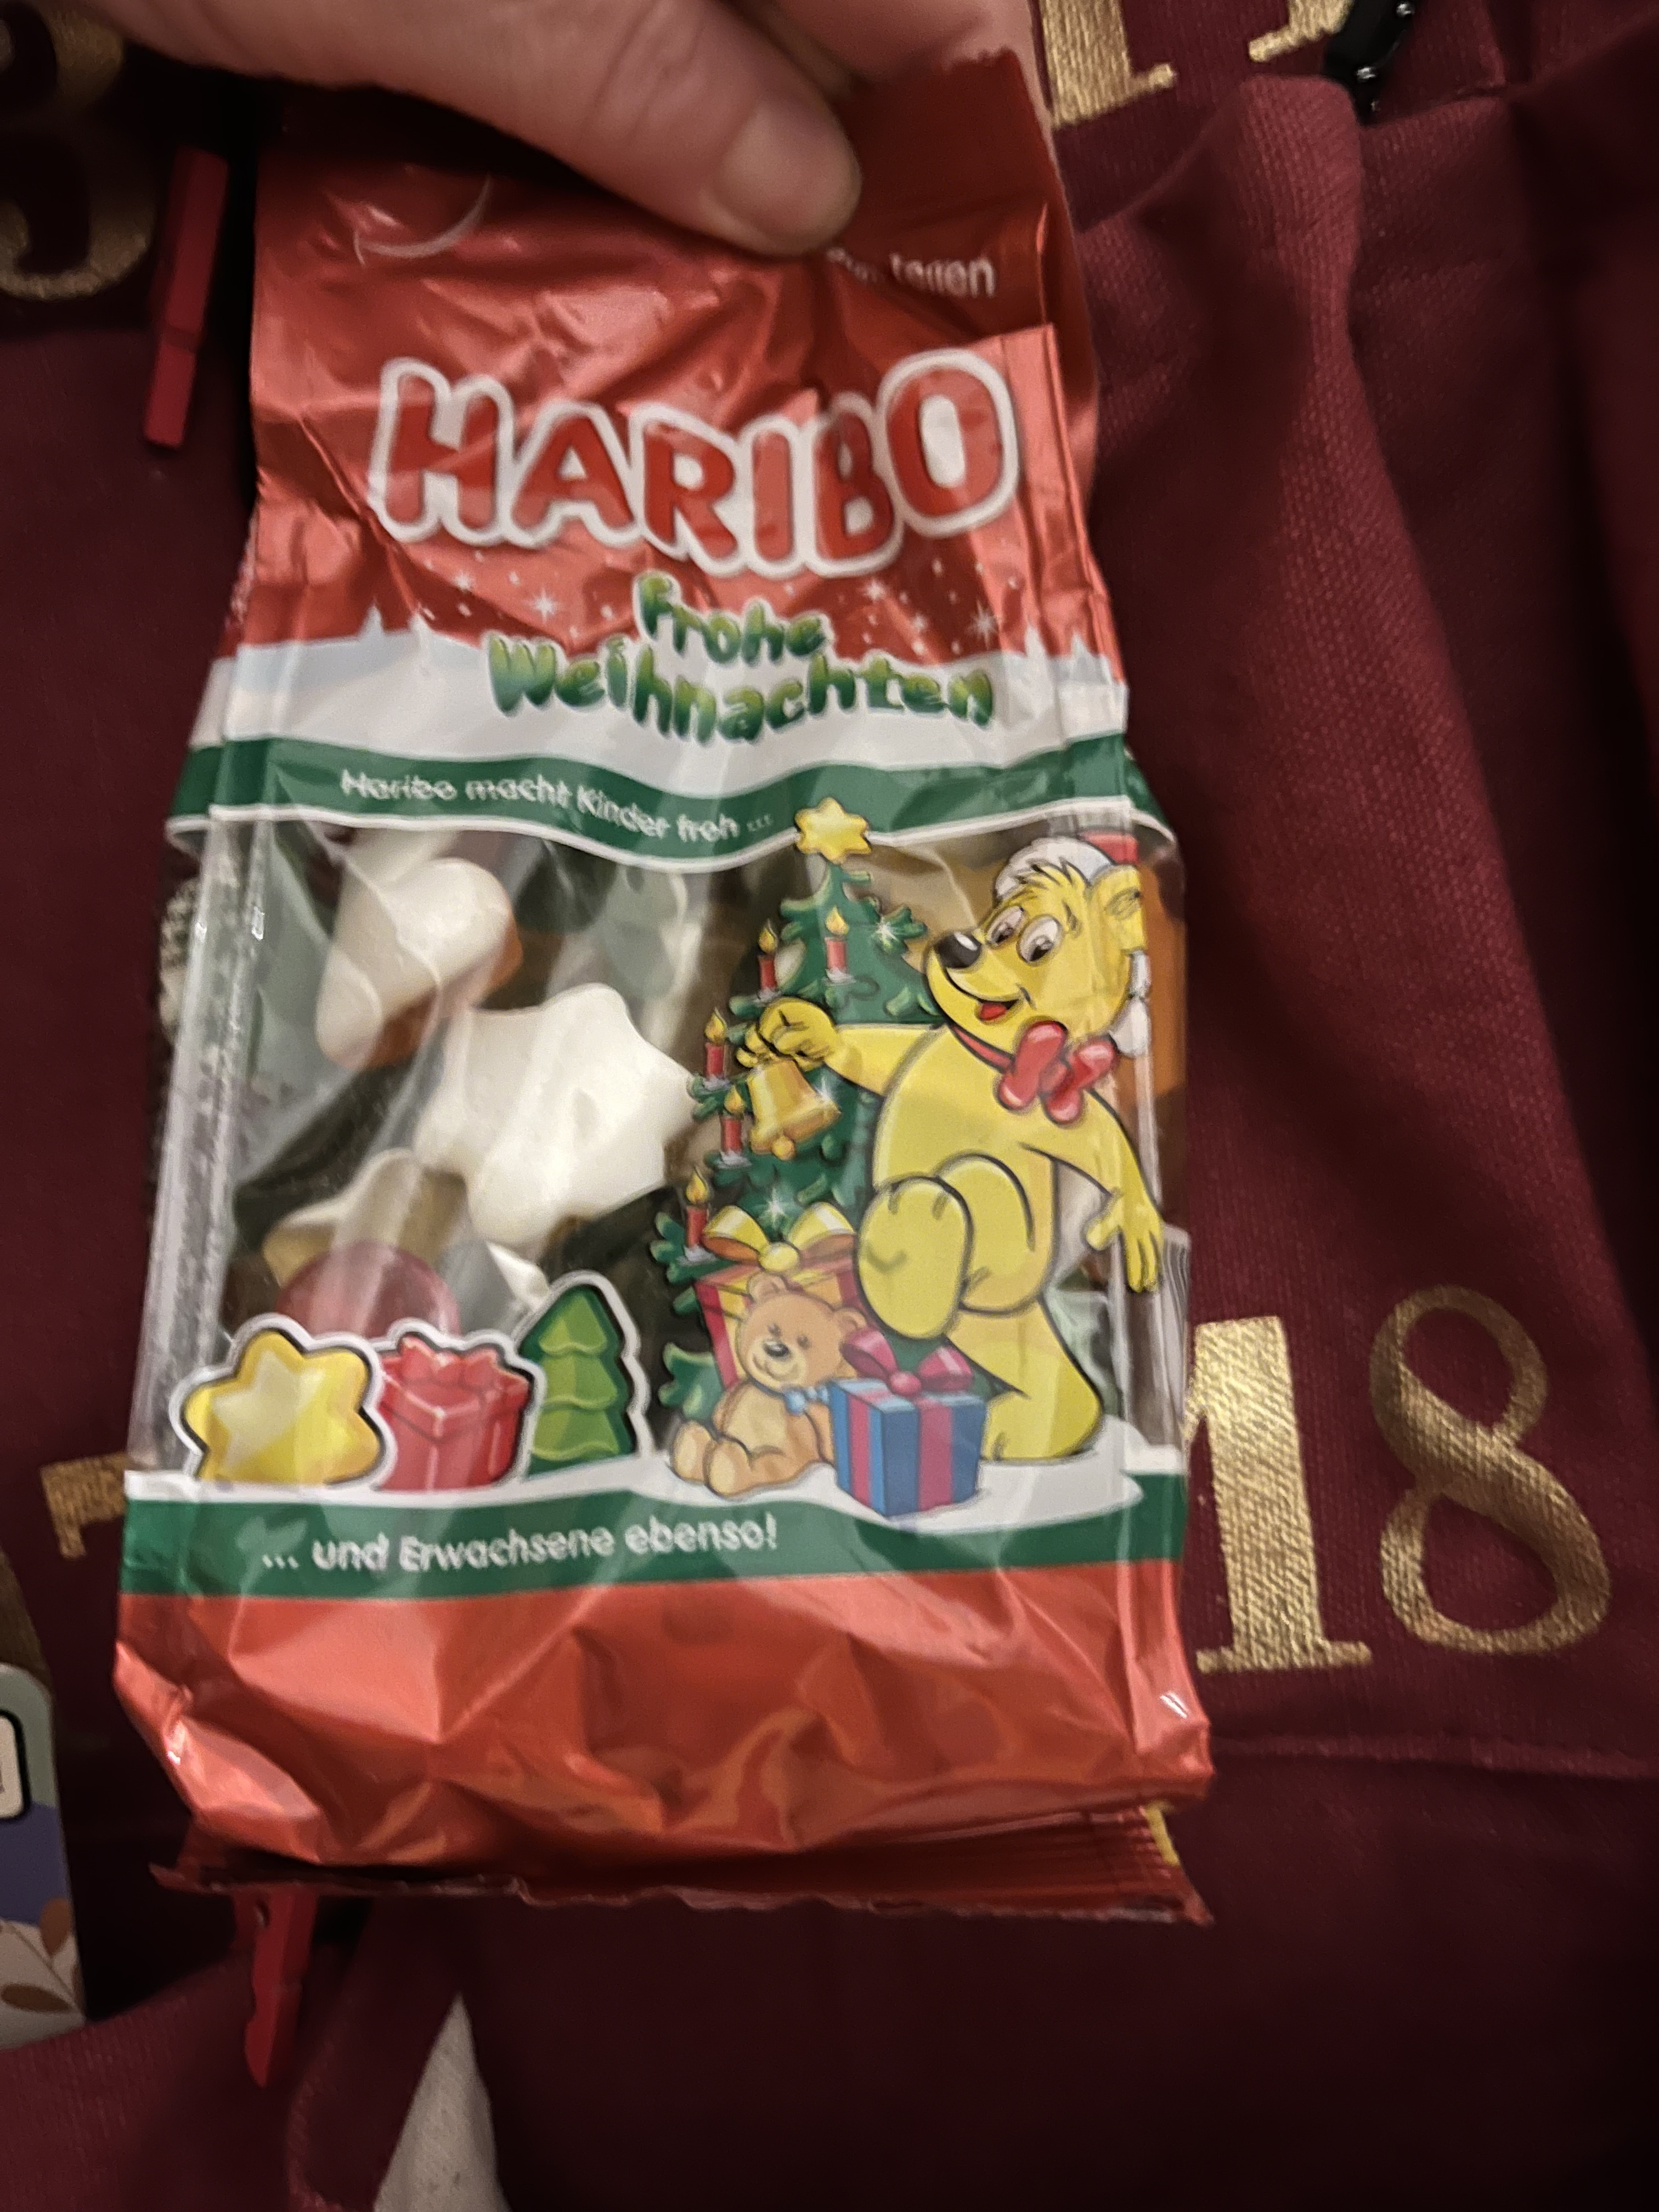 HARIBO
Frohe
Weihnachten
Haribo macht Kinder froh ...
... und Erwachsene ebenso!
18